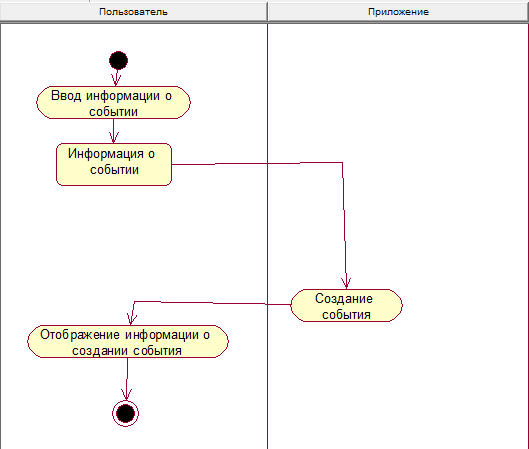 Пользователь
Приложение
Ввод информации о
событии
Информация о
событии
Создание
события
Отображение информации о
создании события